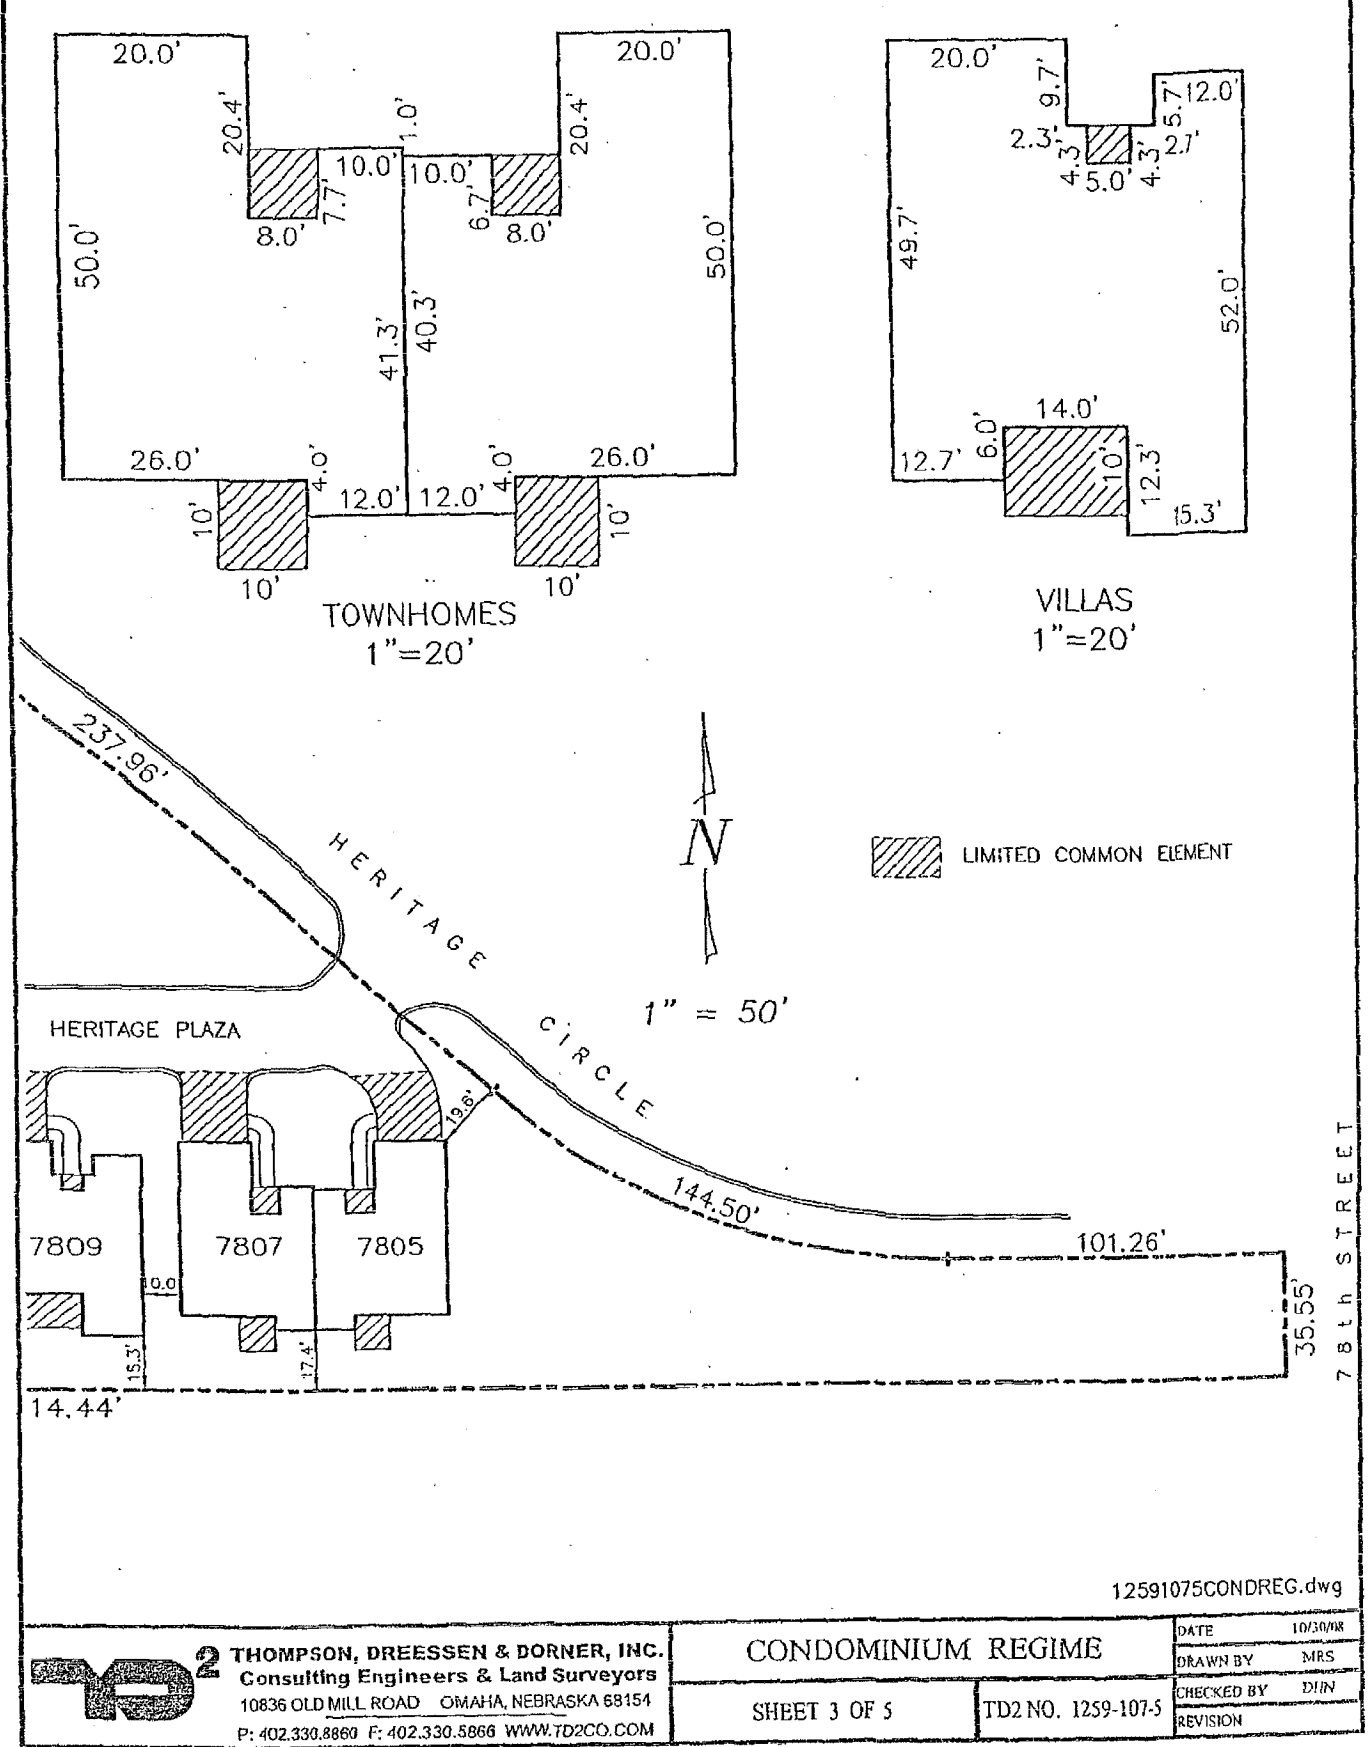 20.0'
20.0'
20.0'
9.7'
5.7'
12.0'
20.4'
1.0'
20.4'
2.3'
4.3'
5.0'
4.3'
2.7'
10.0'
10.0'
7.7'
6.7'
8.0'
8.0'
50.0'
50.0'
49.7'
52.0'
41.3'
40.3'
14.0'
26.0'
4.0'
12.0'
12.0'
4.0'
26.0'
12.7'
6.0'
10'
12.3'
15.3'
10'
10'
10'
10'
TOWNHOMES
1"=20'
VILLAS
1"=20'
237.96'
HERITAGE CIRCLE
N
1" = 50'
LIMITED COMMON ELEMENT
HERITAGE PLAZA
19.6'
144.50'
101.26'
35.55'
78th STREET
7809
7807
7805
15.3'
17.4'
14.44'
12591075CONDREG.dwg
TD2
THOMPSON, DREESSEN & DORNER, INC.
Consulting Engineers & Land Surveyors
10836 OLD MILL ROAD OMAHA, NEBRASKA 68154
P: 402.330.8860 F: 402.330.5866 WWW.TD2CO.COM
CONDOMINIUM REGIME
SHEET 3 OF 5
TD2 NO. 1259-107-5
DATE 10/30/08
DRAWN BY MRS
CHECKED BY
REVISION